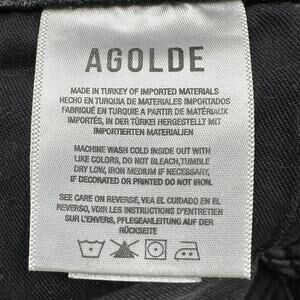 AGOLDE
MADE IN TURKEY OF IMPORTED MATERIALS
HECHO EN TURQUIA DE MATERIALES IMPORTADOS
FABRIQUÉ EN TURQUIE A PARTIR DE MATÉRIAUX
IMPORTÉS, IN DER TÜRKEI HERGESTELLT MIT
IMPORTIERTEN MATERIALIEN
MACHINE WASH COLD INSIDE OUT WITH
LIKE COLORS, DO NOT BLEACH, TUMBLE
DRY LOW, IRON MEDIUM IF NECESSARY,
IF DECORATED OR PRINTED DO NOT IRON.
SEE CARE ON REVERSE, VEA EL CUIDADO EN EL
REVERSO, VOIR LES INSTRUCTIONS D'ENTRETIEN
SUR L'ENVERS, PFLEGEANLEITUNG AUF DER
RÜCKSEITE